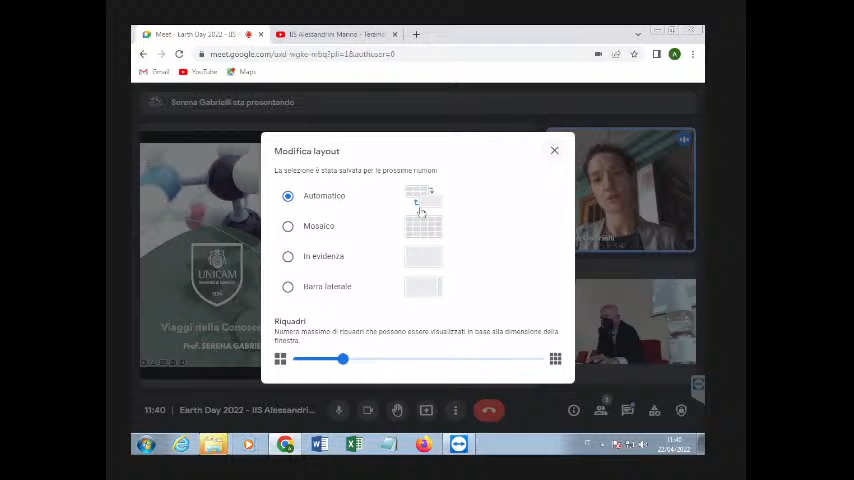 Meet - Earth Day 2022 - IIS
IIS Alessandrini Marino - Teramo
meet.google.com/uxd-wgke-mbq?pli=1&authuser=0
Gmail
YouTube
Maps
A
Serena Gabrielli sta presentando
Modifica layout
La selezione è stata salvata per le prossime riunioni
Automatico
Mosaico
In evidenza
Barra laterale
Riquadri
Numero massimo di riquadri che possono essere visualizzati in base alla dimensione della
finestra.
Gabrielli
UNICAM
Viaggi della Conosce
Prof. SERENA GABRIE
11:40 | Earth Day 2022 - IIS Alessandri...
IT
11:40
22/04/2022